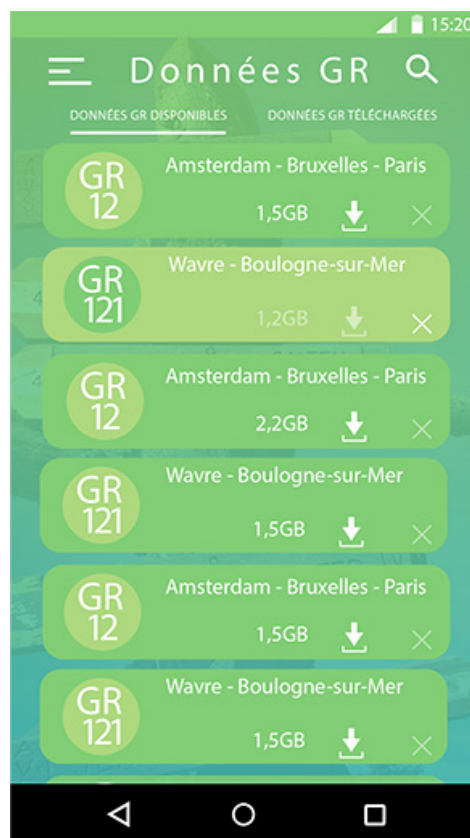 15:20
Données GR
DONNÉES GR DISPONIBLES DONNÉES GR TÉLÉCHARGÉES
GR 12
Amsterdam - Bruxelles - Paris
1,5GB
GR 121
Wavre - Boulogne-sur-Mer
1,2GB
GR 12
Amsterdam - Bruxelles - Paris
2,2GB
GR 121
Wavre - Boulogne-sur-Mer
1,5GB
GR 12
Amsterdam - Bruxelles - Paris
1,5GB
GR 121
Wavre - Boulogne-sur-Mer
1,5GB